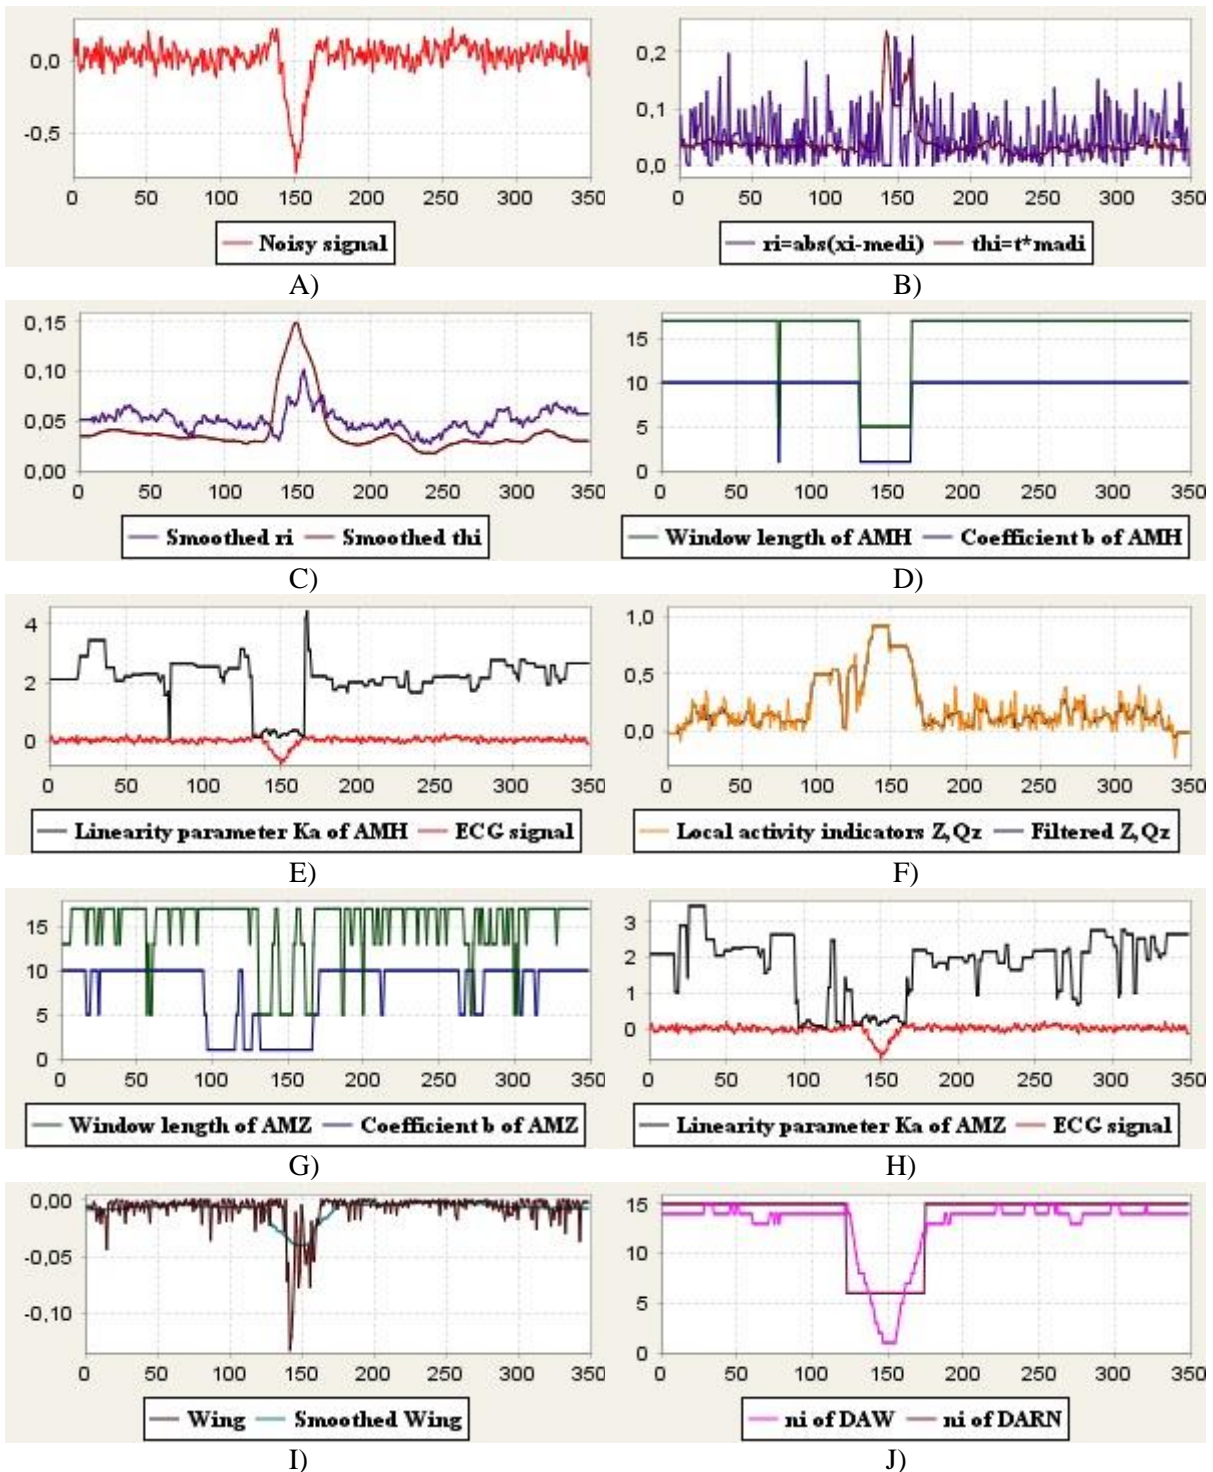 0,0
-0,5
0 50 100 150 200 250 300 350
Noisy signal
A)
0,2
0,1
0,0
0 50 100 150 200 250 300 350
ri=abs(xi-medi) thi=t*madi
B)
0,15
0,10
0,05
0,00
0 50 100 150 200 250 300 350
Smoothed ri Smoothed thi
C)
15
10
5
0
0 50 100 150 200 250 300 350
Window length of AMH Coefficient b of AMH
D)
4
2
0
0 50 100 150 200 250 300 350
Linearity parameter Ka of AMH ECG signal
E)
1,0
0,5
0,0
0 50 100 150 200 250 300 350
Local activity indicators Z,Qz Filtered Z,Qz
F)
15
10
5
0
0 50 100 150 200 250 300 350
Window length of AMZ Coefficient b of AMZ
G)
3
2
1
0
0 50 100 150 200 250 300 350
Linearity parameter Ka of AMZ ECG signal
H)
0,00
-0,05
-0,10
0 50 100 150 200 250 300 350
Wing Smoothed Wing
I)
15
10
5
0
0 50 100 150 200 250 300 350
ni of DAW ni of DARN
J)